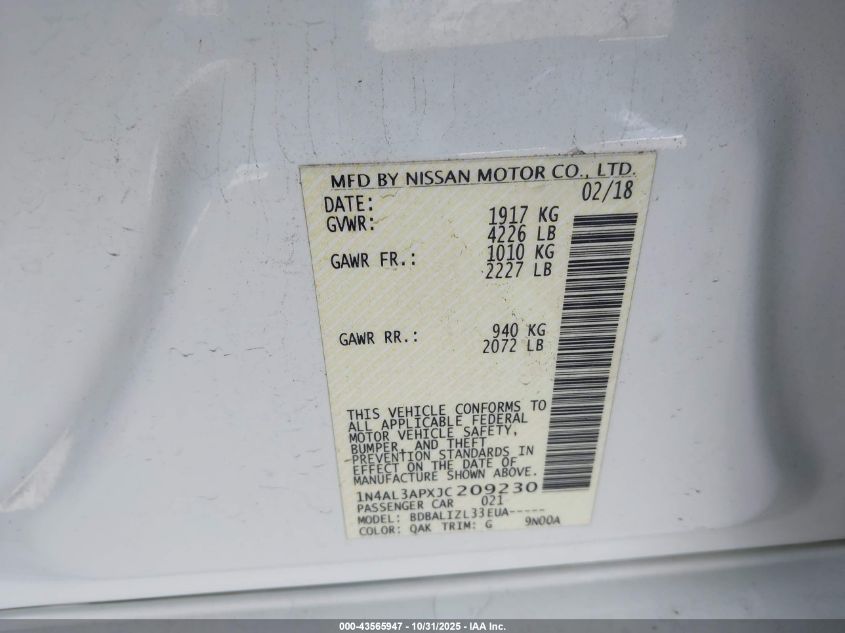 MFD BY NISSAN MOTOR CO., LTD.
DATE: 02/18
GVWR: 1917 KG
4226 LB
GAWR FR.: 1010 KG
2227 LB
GAWR RR.: 940 KG
2072 LB
THIS VEHICLE CONFORMS TO
ALL APPLICABLE FEDERAL
MOTOR VEHICLE SAFETY,
BUMPER, AND THEFT
PREVENTION STANDARDS IN
EFFECT ON THE DATE OF
MANUFACTURE SHOWN ABOVE.
1N4AL3APXJC209230
PASSENGER CAR 021
MODEL: BDBALIZL33EUA-----
COLOR: QAK TRIM: G 9N00A
000-43565947 - 10/31/2025 - IAA Inc.